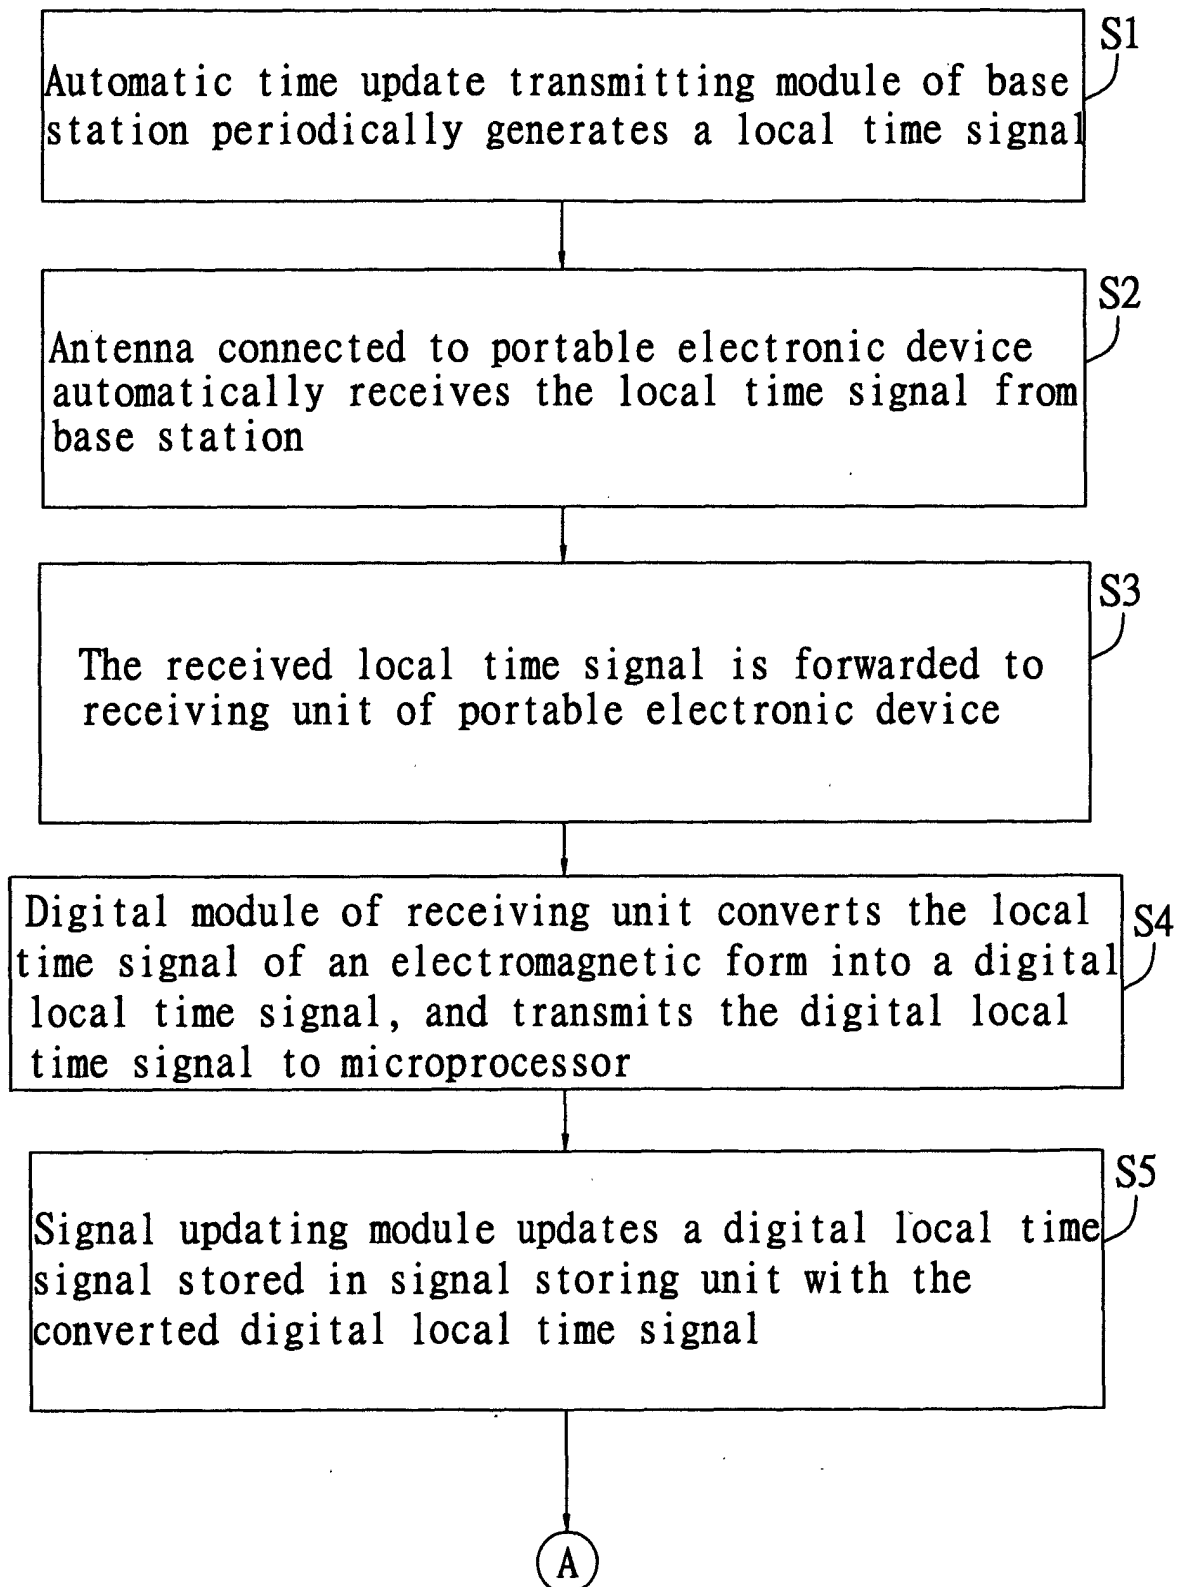 S1
Automatic time update transmitting module of base
station periodically generates a local time signal
S2
Antenna connected to portable electronic device
automatically receives the local time signal from
base station
S3
The received local time signal is forwarded to
receiving unit of portable electronic device
S4
Digital module of receiving unit converts the local
time signal of an electromagnetic form into a digital
local time signal, and transmits the digital local
time signal to microprocessor
S5
Signal updating module updates a digital local time
signal stored in signal storing unit with the
converted digital local time signal
A